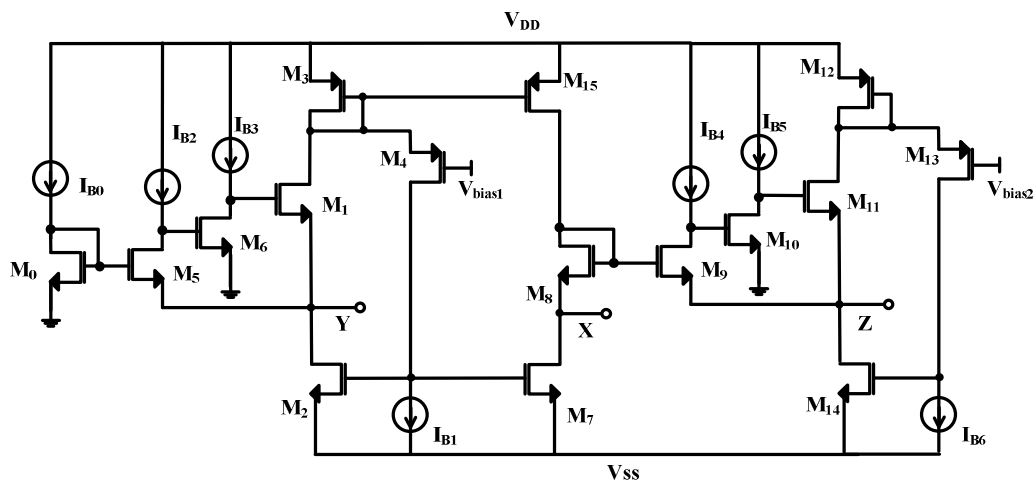 V_DD
M_3
M_15
M_12
I_B2
I_B3
I_B4
I_B5
M_4
M_13
I_B0
V_bias1
V_bias2
M_1
M_11
M_6
M_10
M_0
M_5
M_8
M_9
Y
X
Z
M_2
M_7
M_14
I_B1
I_B6
Vss